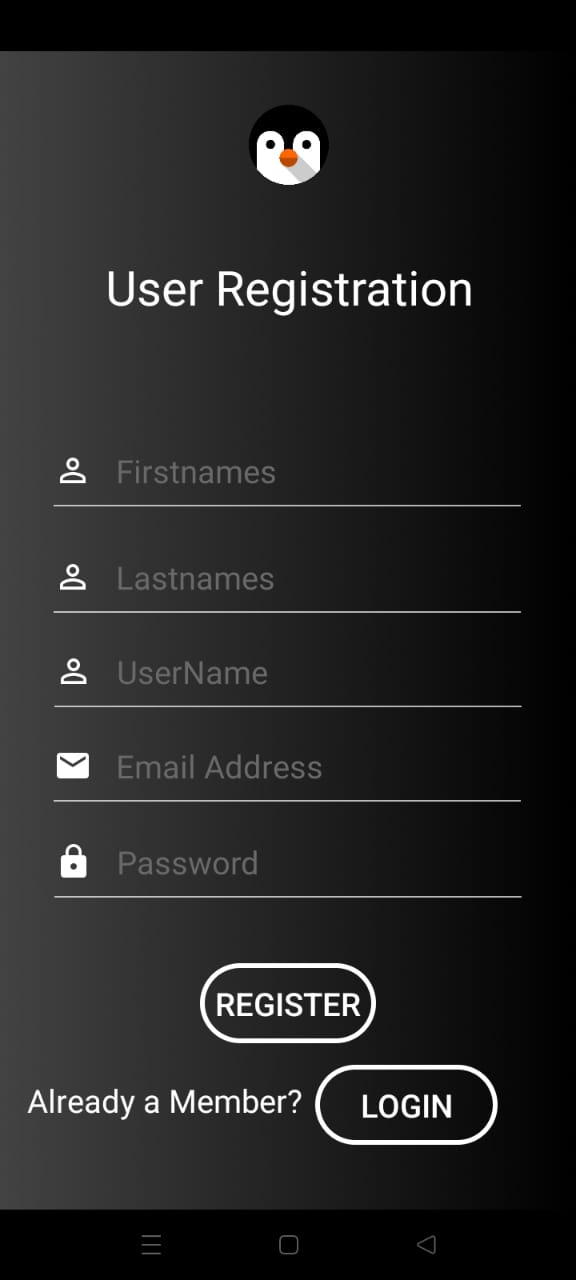 User Registration
Firstnames
Lastnames
UserName
Email Address
Password
REGISTER
Already a Member? LOGIN